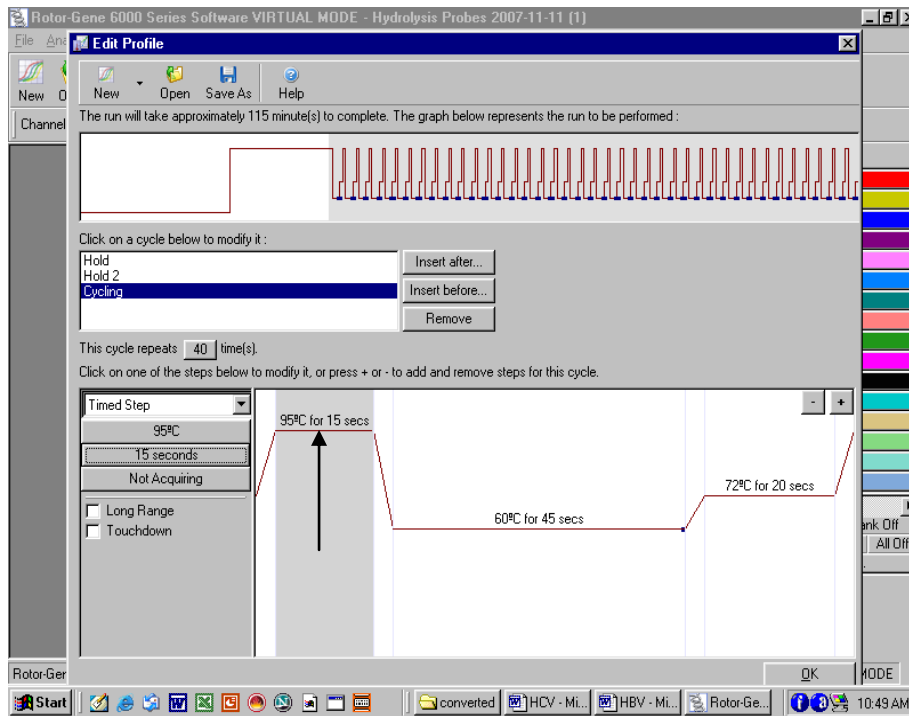 Rotor-Gene 6000 Series Software VIRTUAL MODE - Hydrolysis Probes 2007-11-11 (1)
File Ana
Edit Profile
New O
New Open Save As Help
Channel
The run will take approximately 115 minute(s) to complete. The graph below represents the run to be performed :
Click on a cycle below to modify it :
Hold
Hold 2
Cycling
Insert after...
Insert before...
Remove
This cycle repeats 40 time(s).
Click on one of the steps below to modify it, or press + or - to add and remove steps for this cycle.
Timed Step
95ºC
15 seconds
Not Acquiring
Long Range
Touchdown
- +
95ºC for 15 secs
72ºC for 20 secs
60ºC for 45 secs
ank Off
All Off
OK
Rotor-Ger
MODE
Start
converted
HCV - Mi...
HBV - Mi...
Rotor-Ge...
10:49 AM